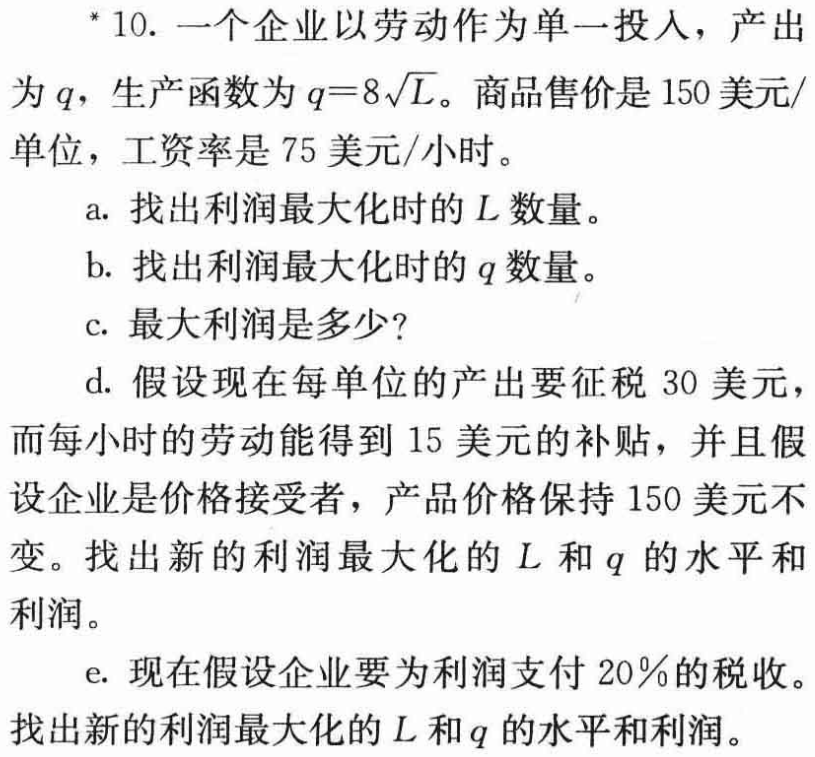 * 10. 一个企业以劳动作为单一投入，产出
为 q，生产函数为 q=8√L。商品售价是 150 美元/
单位，工资率是 75 美元/小时。
a. 找出利润最大化时的 L 数量。
b. 找出利润最大化时的 q 数量。
c. 最大利润是多少?
d. 假设现在每单位的产出要征税 30 美元，
而每小时的劳动能得到 15 美元的补贴，并且假
设企业是价格接受者，产品价格保持 150 美元不
变。找出新的利润最大化的 L 和 q 的水平和
利润。
e. 现在假设企业要为利润支付 20%的税收。
找出新的利润最大化的 L 和 q 的水平和利润。